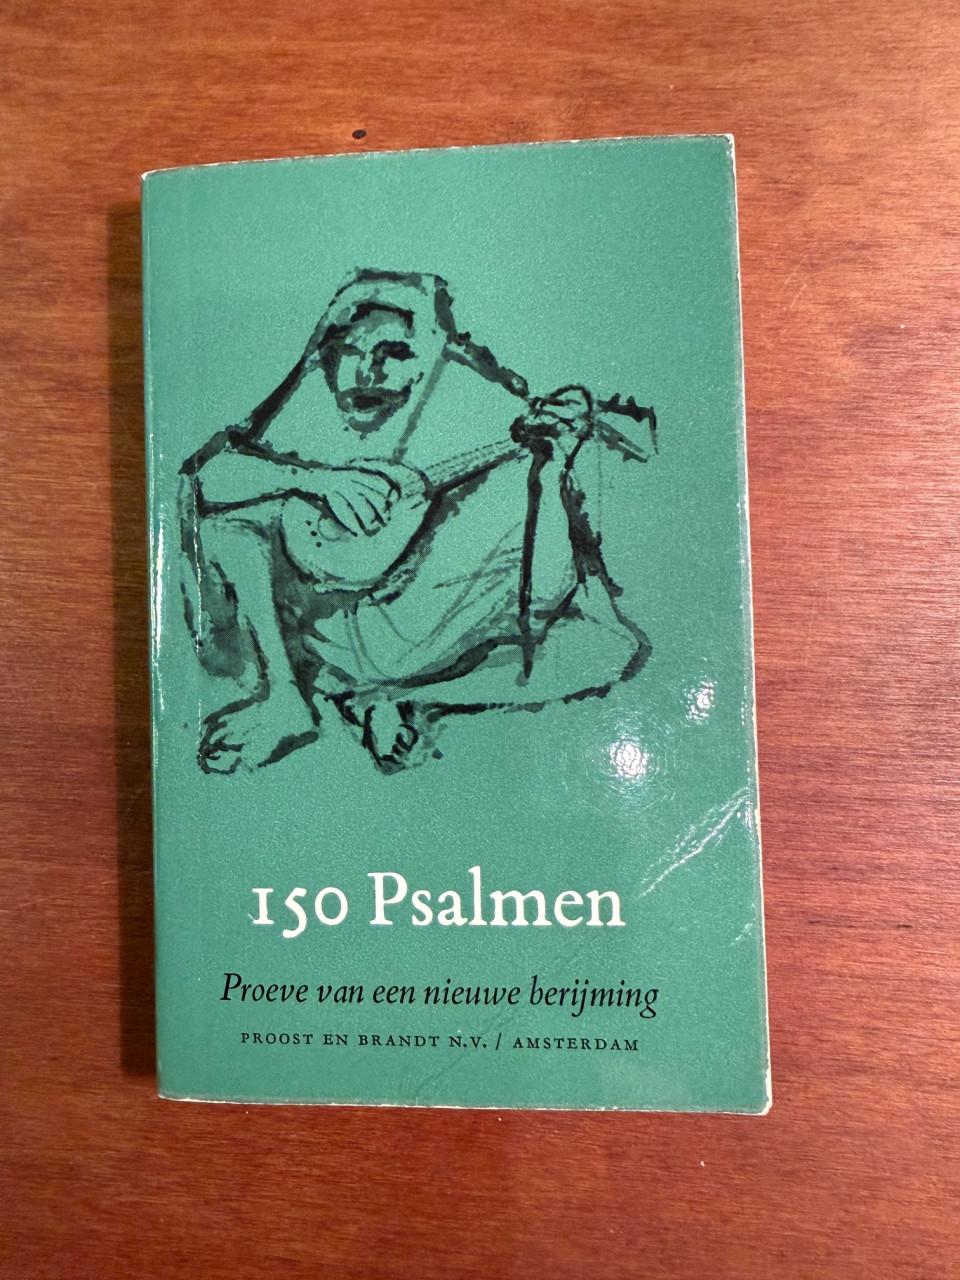 150 Psalmen
Proeve van een nieuwe berijming
PROOST EN BRANDT N.V. / AMSTERDAM